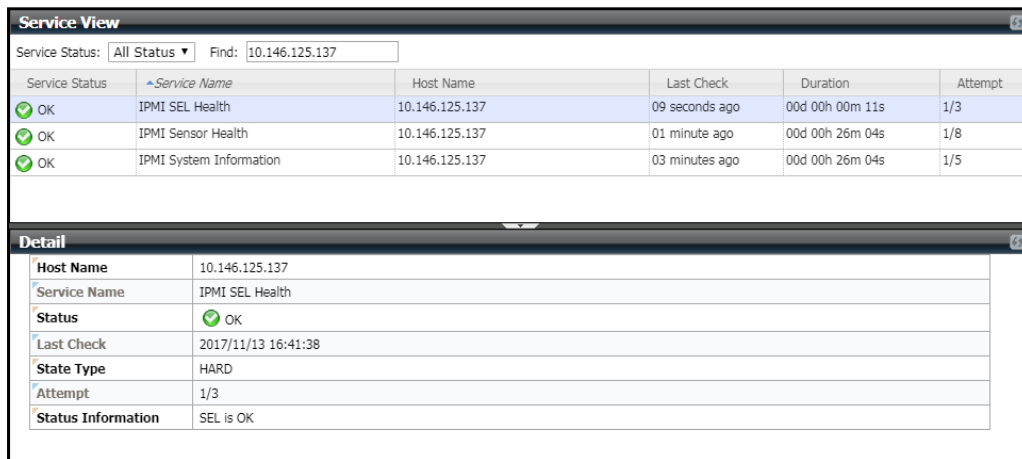 Service View
Service Status: All Status ▼ Find: 10.146.125.137
Service Status Service Name Host Name Last Check Duration Attempt
OK IPMI SEL Health 10.146.125.137 09 seconds ago 00d 00h 00m 11s 1/3
OK IPMI Sensor Health 10.146.125.137 01 minute ago 00d 00h 26m 04s 1/8
OK IPMI System Information 10.146.125.137 03 minutes ago 00d 00h 26m 04s 1/5
Detail
Host Name 10.146.125.137
Service Name IPMI SEL Health
Status OK
Last Check 2017/11/13 16:41:38
State Type HARD
Attempt 1/3
Status Information SEL is OK